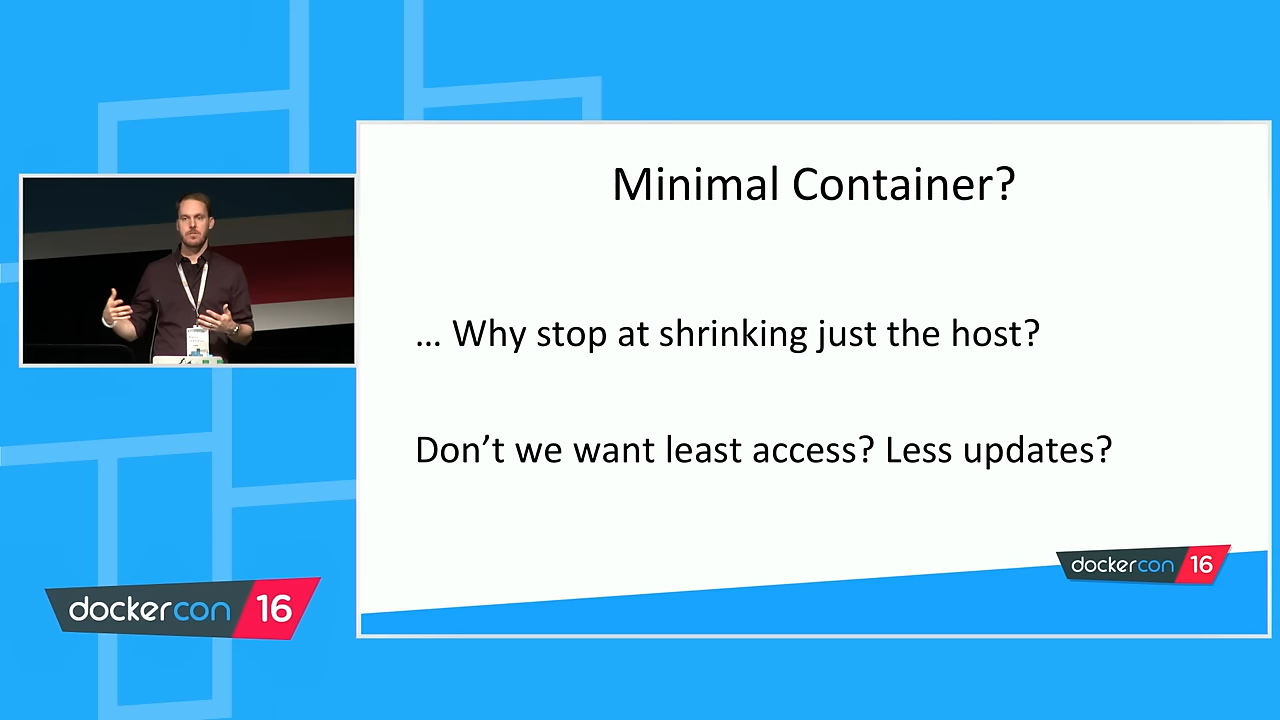 Minimal Container?
... Why stop at shrinking just the host?
Don't we want least access? Less updates?
dockercon 16
dockercon 16